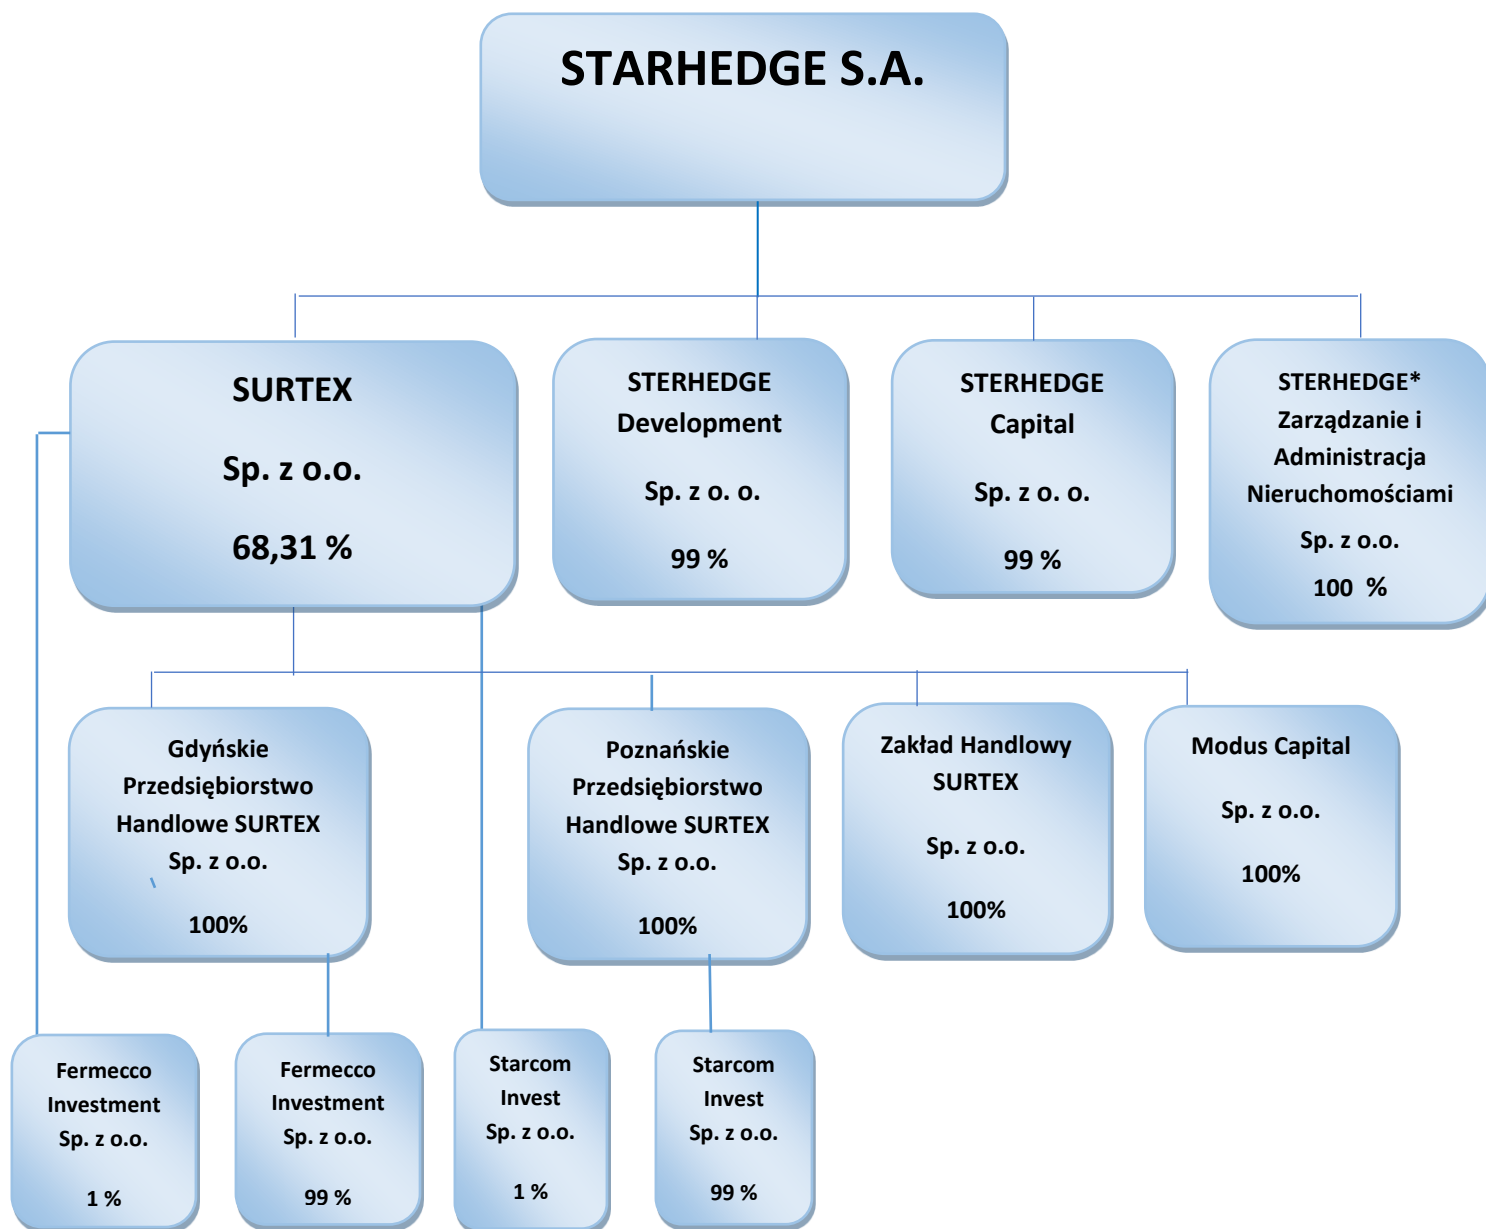 STARHEDGE S.A.
SURTEX
Sp. z o.o.
68,31 %
STERHEDGE
Development
Sp. z o. o.
99 %
STERHEDGE
Capital
Sp. z o. o.
99 %
STERHEDGE*
Zarządzanie i
Administracja
Nieruchomościami
Sp. z o.o.
100 %
Gdyńskie
Przedsiębiorstwo
Handlowe SURTEX
Sp. z o.o.
100%
Poznańskie
Przedsiębiorstwo
Handlowe SURTEX
Sp. z o.o.
100%
Zakład Handlowy
SURTEX
Sp. z o.o.
100%
Modus Capital
Sp. z o.o.
100%
Fermecco
Investment
Sp. z o.o.
1 %
Fermecco
Investment
Sp. z o.o.
99 %
Starcom
Invest
Sp. z o.o.
1 %
Starcom
Invest
Sp. z o.o.
99 %